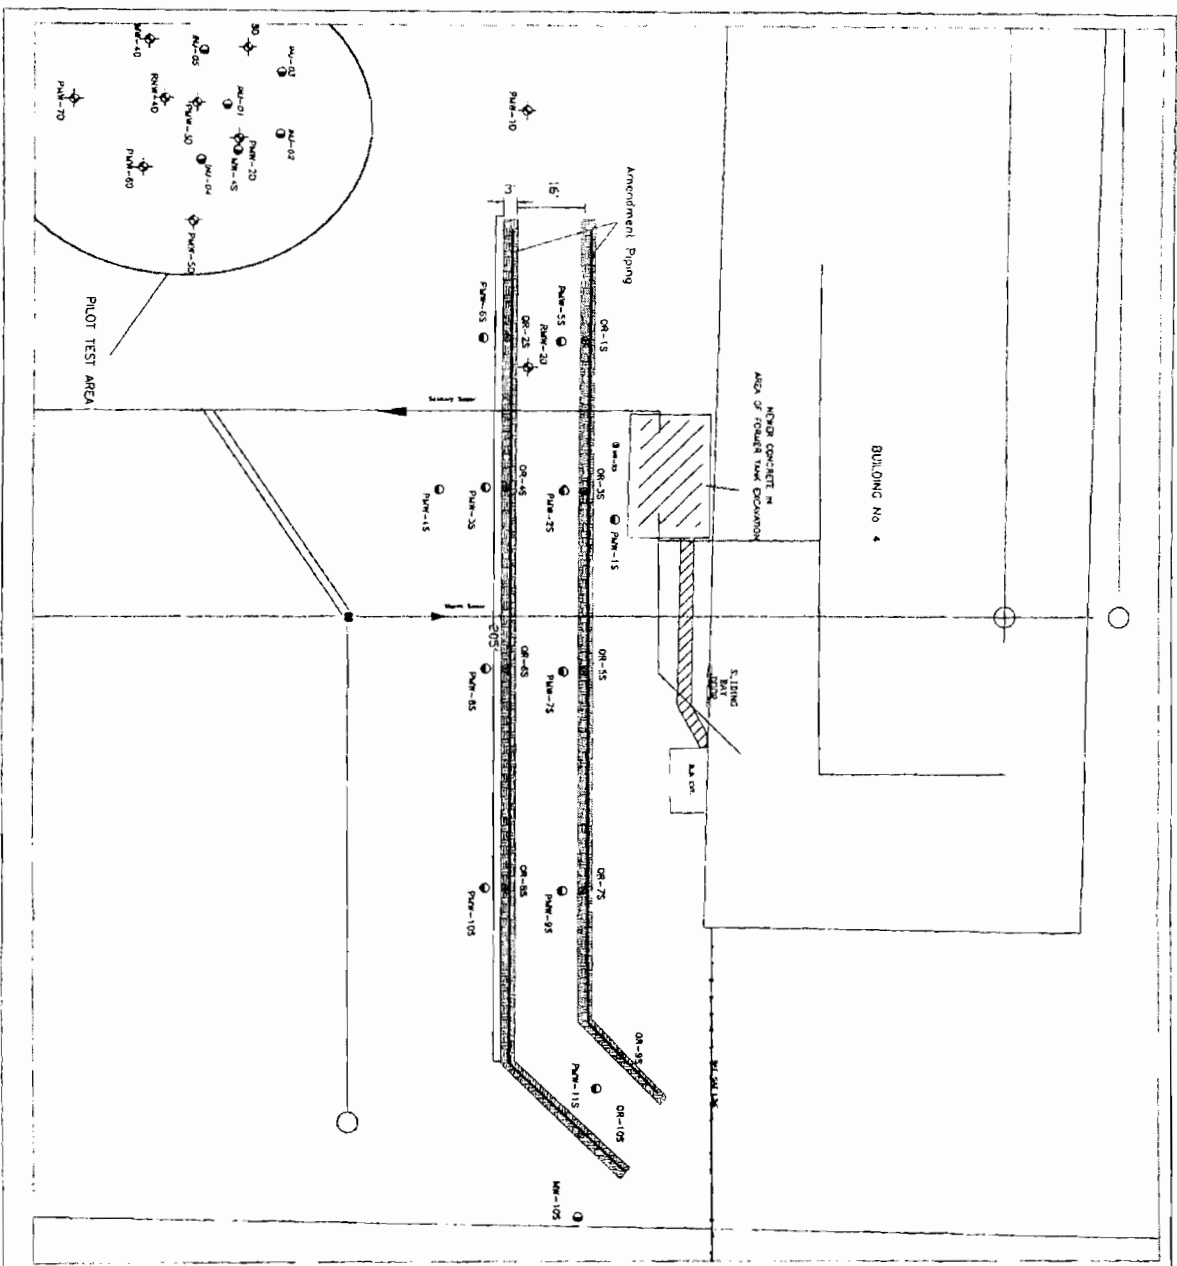 PMW-7D
PMW-6D
RMW-4D
PMW-3D
PMW-2D
MW-4S
PMW-5D
PILOT TEST AREA
PMW-1D
3'
16'
Amendment Piping
PMW-6S
OR-2S
RMW-2D
PMW-5S
OR-1S
Sanitary Sewer
NEWER CONCRETE IN
AREA OF FORMER TANK EXCAVATION
BUILDING No 4
PMW-4S
PMW-3S
OR-4S
PMW-2S
OR-3S
PMW-1S
Storm Sewer
205'
PMW-8S
OR-6S
PMW-7S
OR-5S
SLIDING
BAY
DOOR
PMW-10S
OR-8S
PMW-9S
OR-7S
OR-9S
PMW-11S
OR-10S
MW-10S